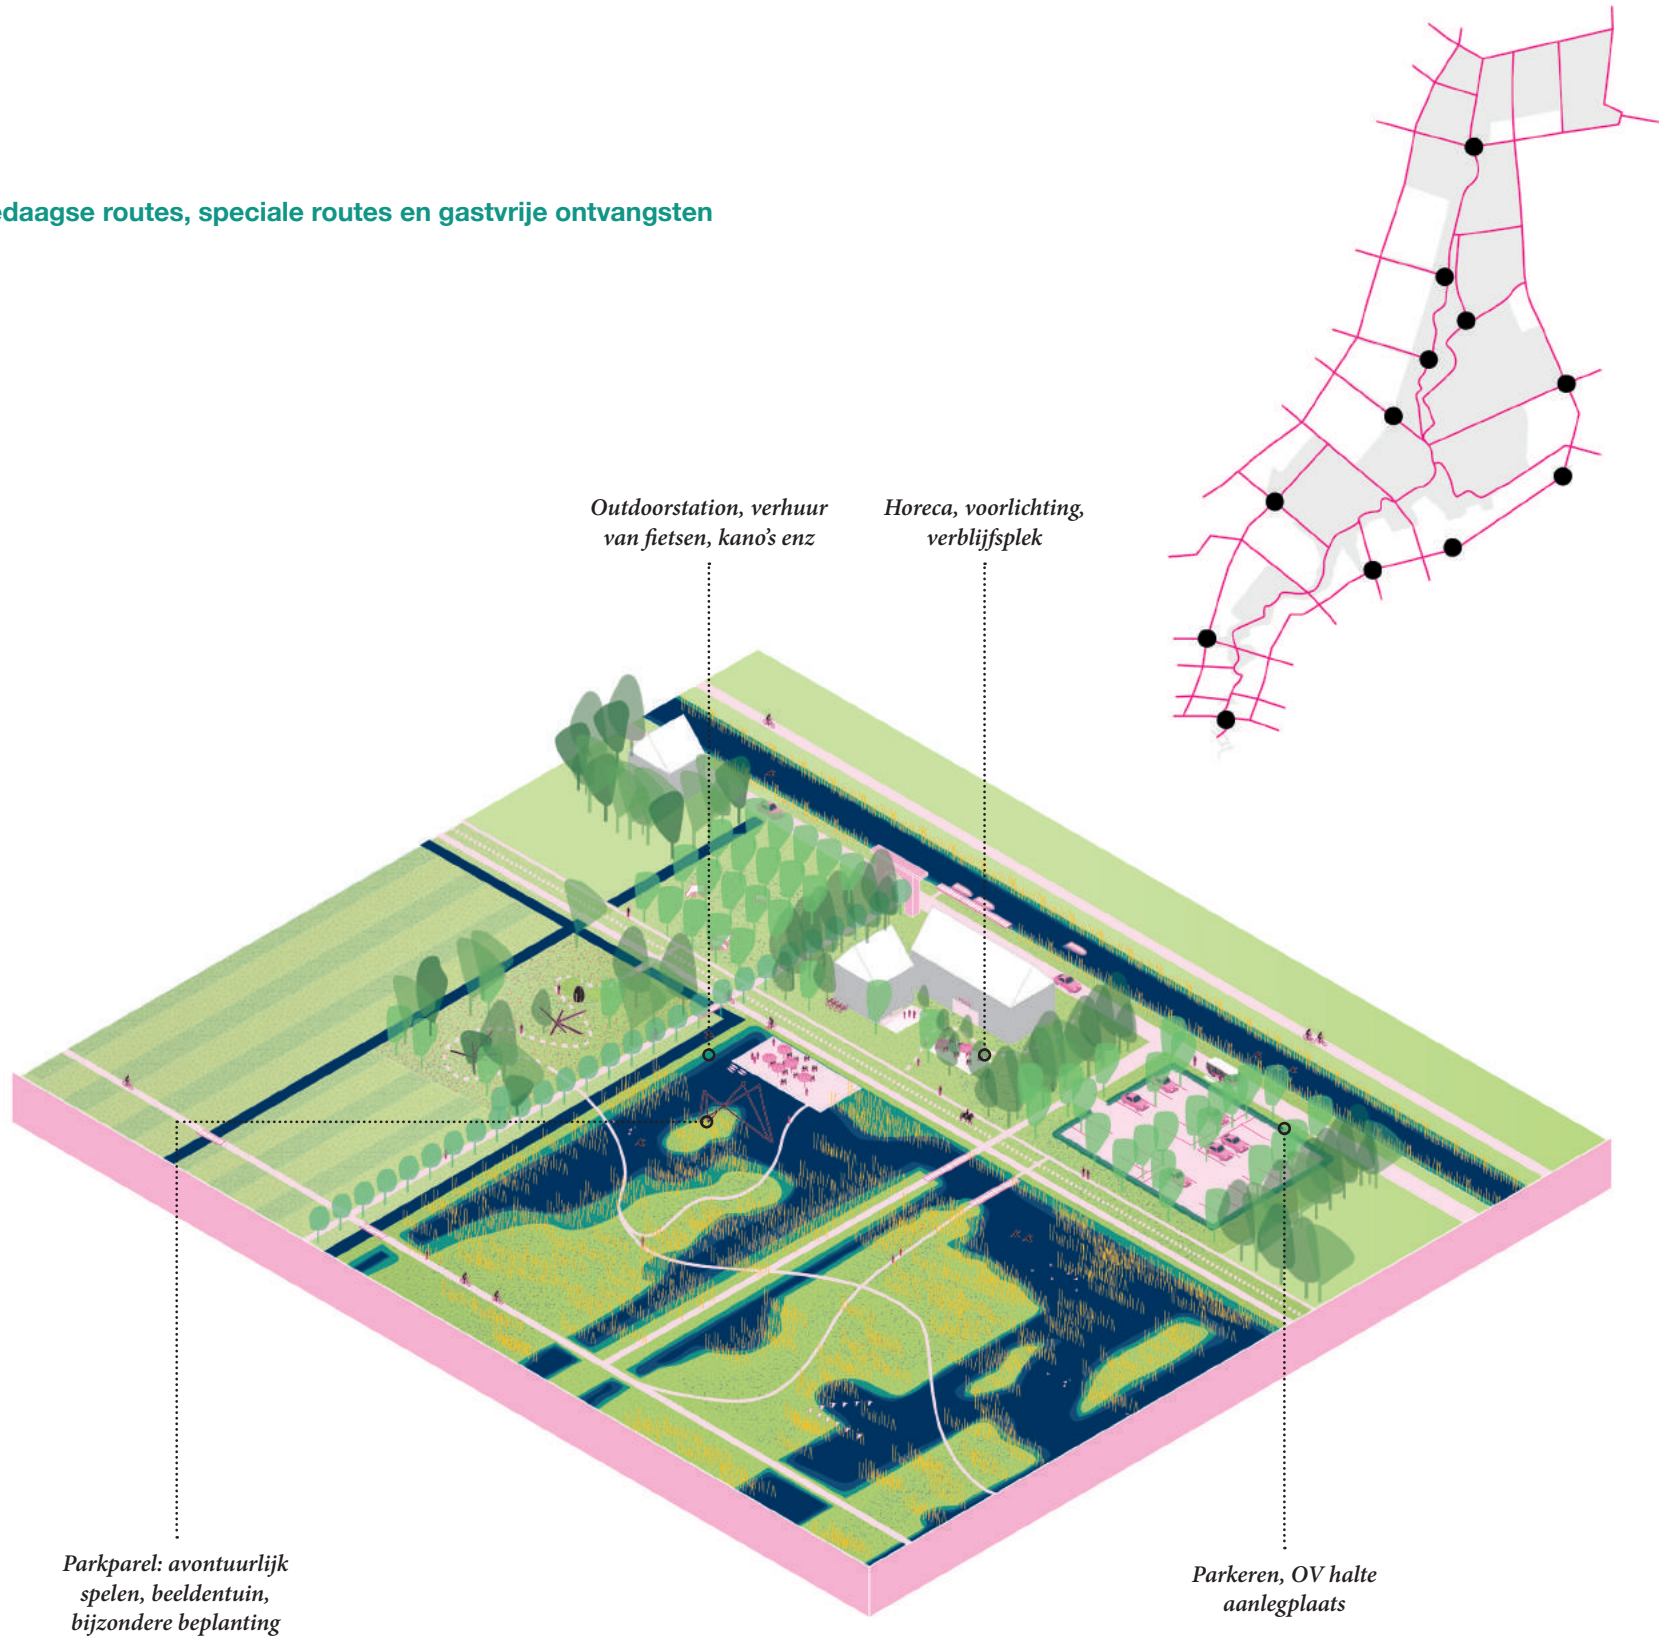 edaagse routes, speciale routes en gastvrije ontvangsten
Outdoorstation, verhuur
van fietsen, kano's enz
Horeca, voorlichting,
verblijfsplek
Parkparel: avontuurlijk
spelen, beeldentuin,
bijzondere beplanting
Parkeren, OV halte
aanlegplaats